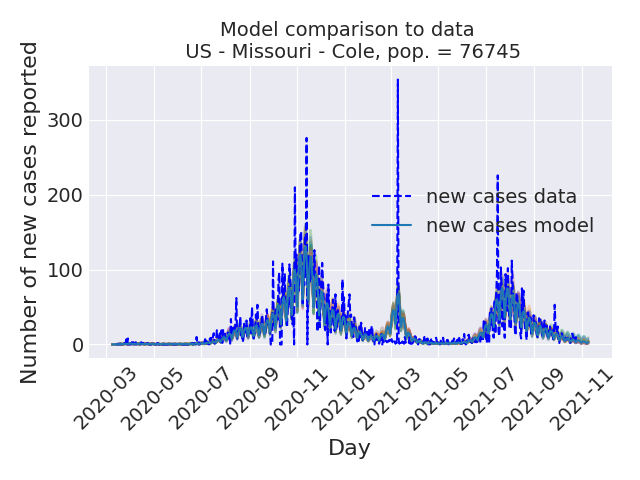 Model comparison to data
US - Missouri - Cole, pop. = 76745
Number of new cases reported
300
200
100
0
new cases data
new cases model
2020-03
2020-05
2020-07
2020-09
2020-11
2021-01
2021-03
2021-05
2021-07
2021-09
2021-11
Day